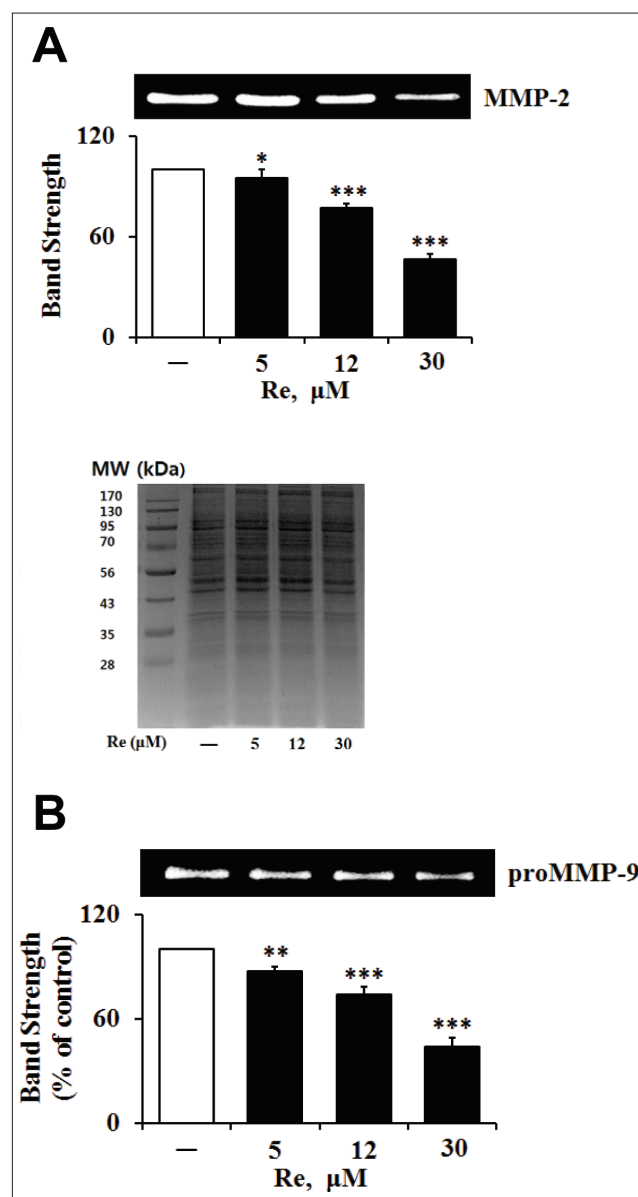 A
MMP-2
Band Strength
120
60
0
*
***
***
— 5 12 30
Re, μM
MW (kDa)
170
130
95
70
56
43
35
28
Re (μM) — 5 12 30
B
proMMP-9
Band Strength
(% of control)
120
60
0
**
***
***
— 5 12 30
Re, μM